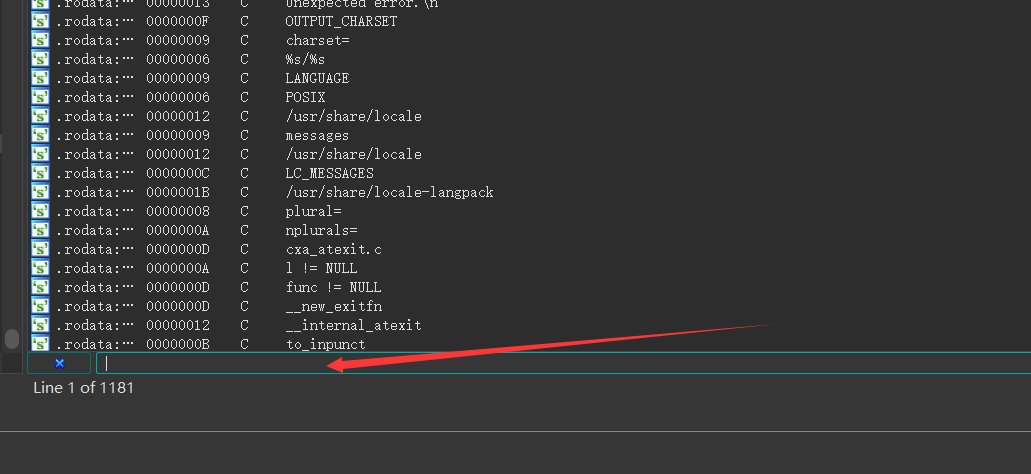 .rodata:… 00000013 C Unexpected error.\n
's' .rodata:… 0000000F C OUTPUT_CHARSET
's' .rodata:… 00000009 C charset=
's' .rodata:… 00000006 C %s/%s
's' .rodata:… 00000009 C LANGUAGE
's' .rodata:… 00000006 C POSIX
's' .rodata:… 00000012 C /usr/share/locale
's' .rodata:… 00000009 C messages
's' .rodata:… 00000012 C /usr/share/locale
's' .rodata:… 0000000C C LC_MESSAGES
's' .rodata:… 0000001B C /usr/share/locale-langpack
's' .rodata:… 00000008 C plural=
's' .rodata:… 0000000A C nplurals=
's' .rodata:… 0000000D C cxa_atexit.c
's' .rodata:… 0000000A C l != NULL
's' .rodata:… 0000000D C func != NULL
's' .rodata:… 0000000D C __new_exitfn
's' .rodata:… 00000012 C __internal_atexit
's' .rodata:… 0000000B C to_inpunct
Line 1 of 1181